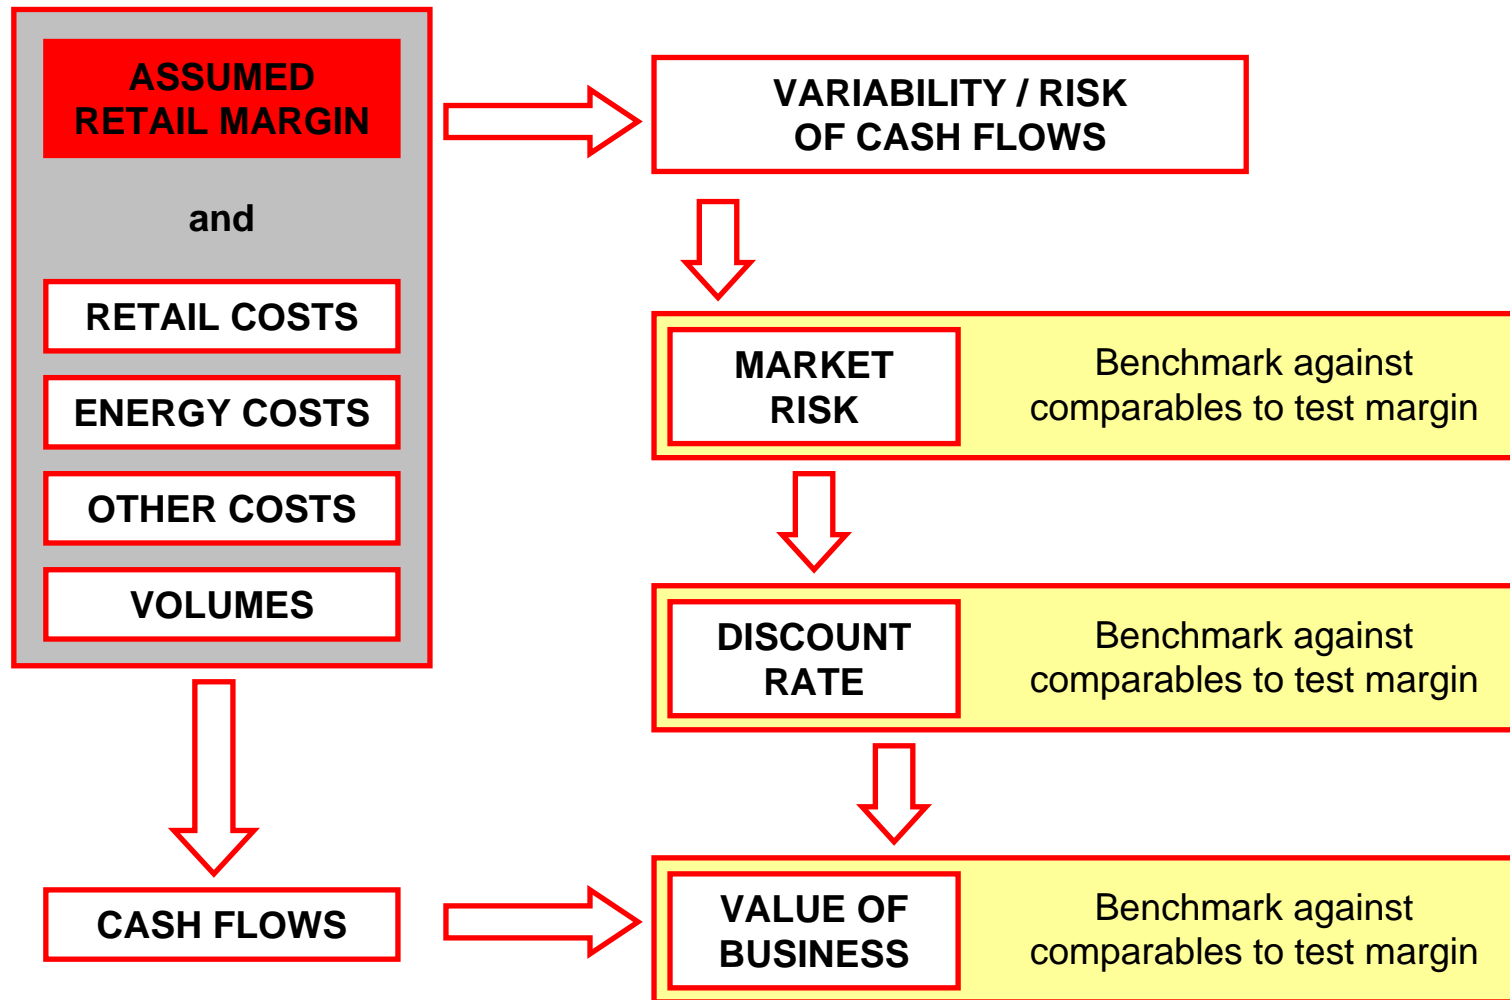 ASSUMED
RETAIL MARGIN
and
RETAIL COSTS
ENERGY COSTS
OTHER COSTS
VOLUMES
CASH FLOWS
VARIABILITY / RISK
OF CASH FLOWS
MARKET
RISK
Benchmark against
comparables to test margin
DISCOUNT
RATE
Benchmark against
comparables to test margin
VALUE OF
BUSINESS
Benchmark against
comparables to test margin